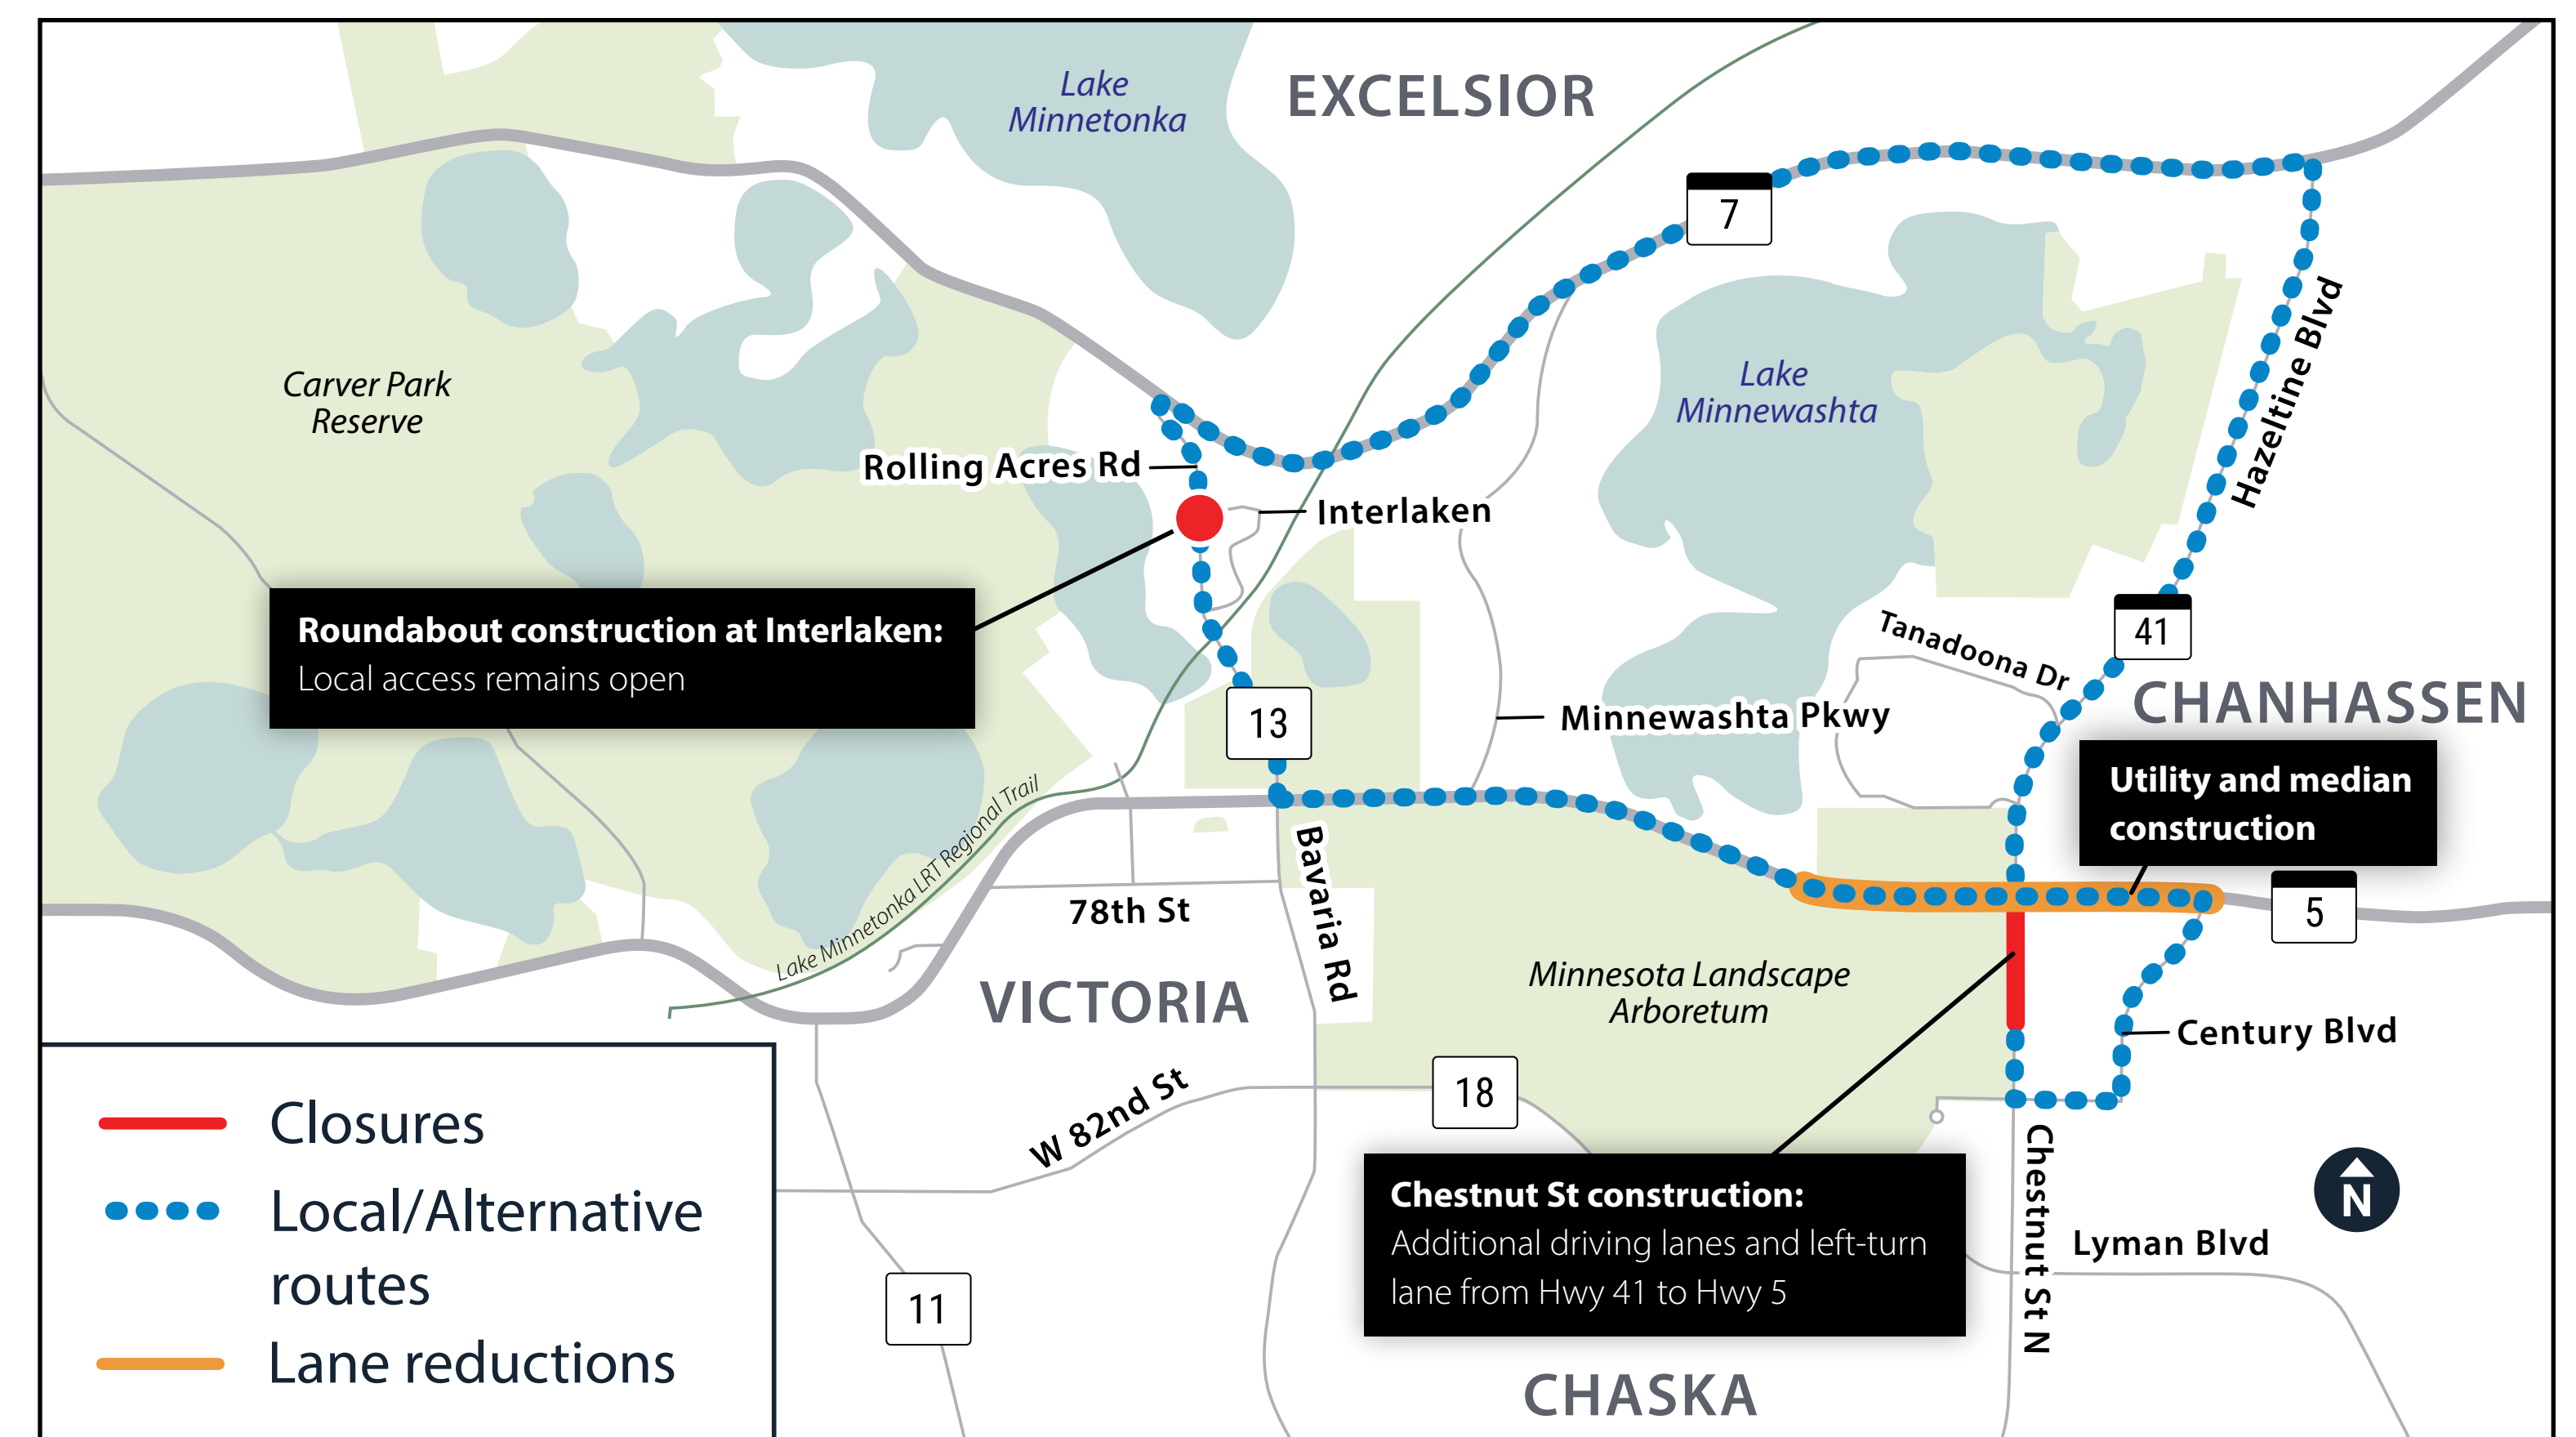 Lake
Minnetonka
EXCELSIOR
7
Carver Park
Reserve
Lake
Minnewashta
Hazeltine Blvd
Rolling Acres Rd
Interlaken
Roundabout construction at Interlaken:
Local access remains open
41
Tanadoona Dr
CHANHASSEN
13
Minnewashta Pkwy
Utility and median
construction
Lake Minnetonka LRT Regional Trail
Bavaria Rd
78th St
5
VICTORIA
Minnesota Landscape
Arboretum
Century Blvd
W 82nd St
18
Chestnut St construction:
Additional driving lanes and left-turn
lane from Hwy 41 to Hwy 5
Chestnut St N
N
Lyman Blvd
11
CHASKA
Closures
Local/Alternative
routes
Lane reductions